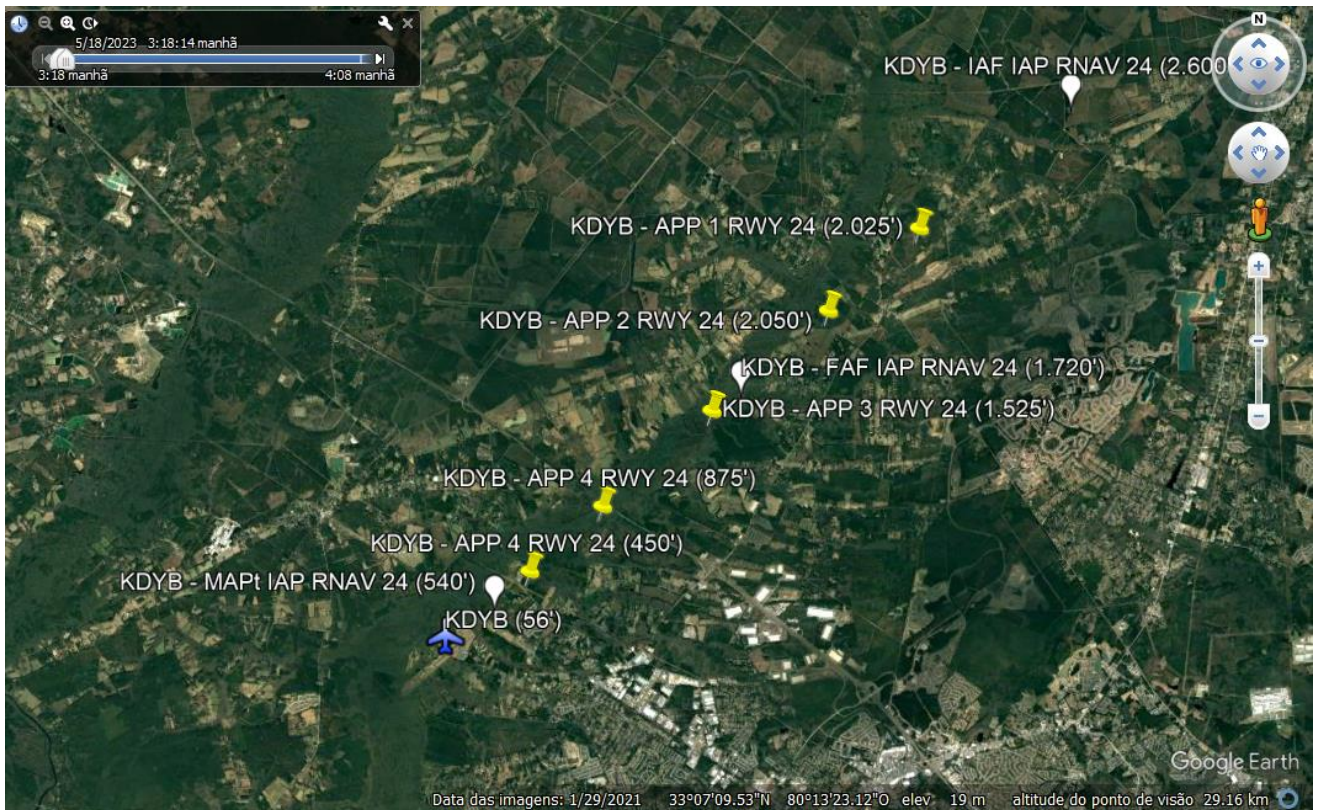 5/18/2023 3:18:14 manhã
3:18 manhã
4:08 manhã
N
KDYB - IAF IAP RNAV 24 (2.600
KDYB - APP 1 RWY 24 (2.025')
KDYB - APP 2 RWY 24 (2.050')
KDYB - FAF IAP RNAV 24 (1.720')
KDYB - APP 3 RWY 24 (1.525')
KDYB - APP 4 RWY 24 (875')
KDYB - APP 4 RWY 24 (450')
KDYB - MAPt IAP RNAV 24 (540')
KDYB (56')
Google Earth
Data das imagens: 1/29/2021 33°07'09.53"N 80°13'23.12"O elev 19 m altitude do ponto de visão 29.16 km